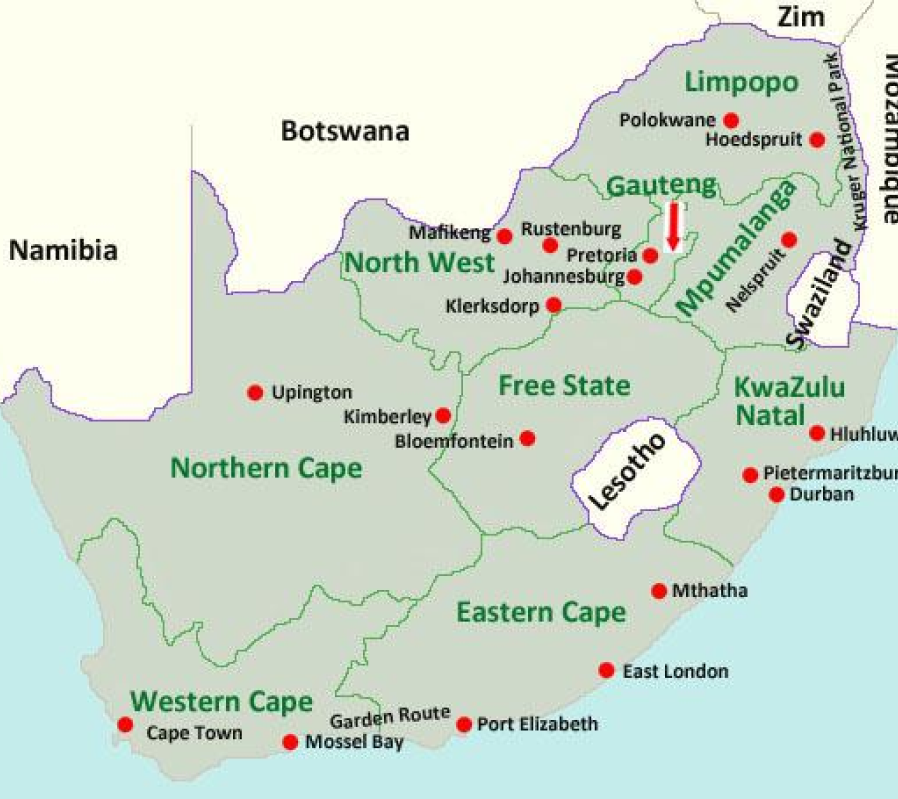 Zim
Limpopo
Kruger National Park
Mozambique
Polokwane
Hoedspruit
Botswana
Gauteng
Mpumalanga
Namibia
Mafikeng
Rustenburg
North West
Pretoria
Johannesburg
Nelspruit
Swaziland
Klerksdorp
Upington
Free State
KwaZulu
Natal
Kimberley
Bloemfontein
Hluhluw
Northern Cape
Lesotho
Pietermaritzbur
Durban
Eastern Cape
Mthatha
East London
Western Cape
Garden Route
Port Elizabeth
Cape Town
Mossel Bay